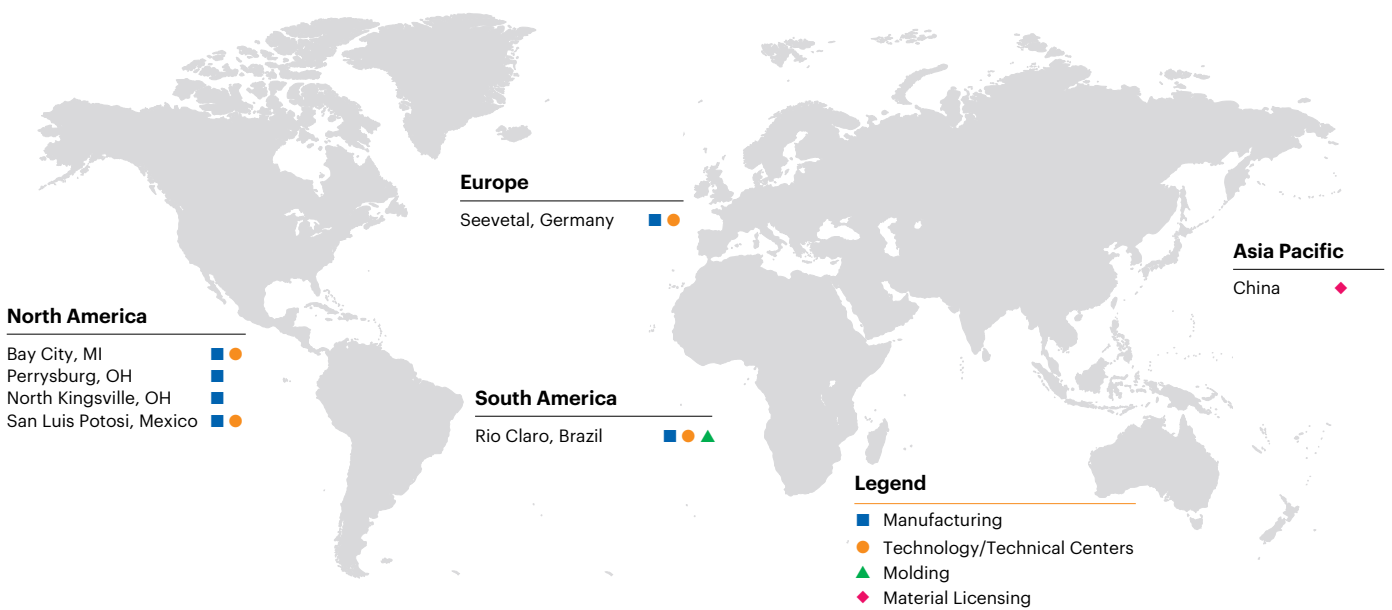 Europe
Seevetal, Germany
Asia Pacific
China
North America
Bay City, MI
Perrysburg, OH
North Kingsville, OH
San Luis Potosi, Mexico
South America
Rio Claro, Brazil
Legend
Manufacturing
Technology/Technical Centers
Molding
Material Licensing